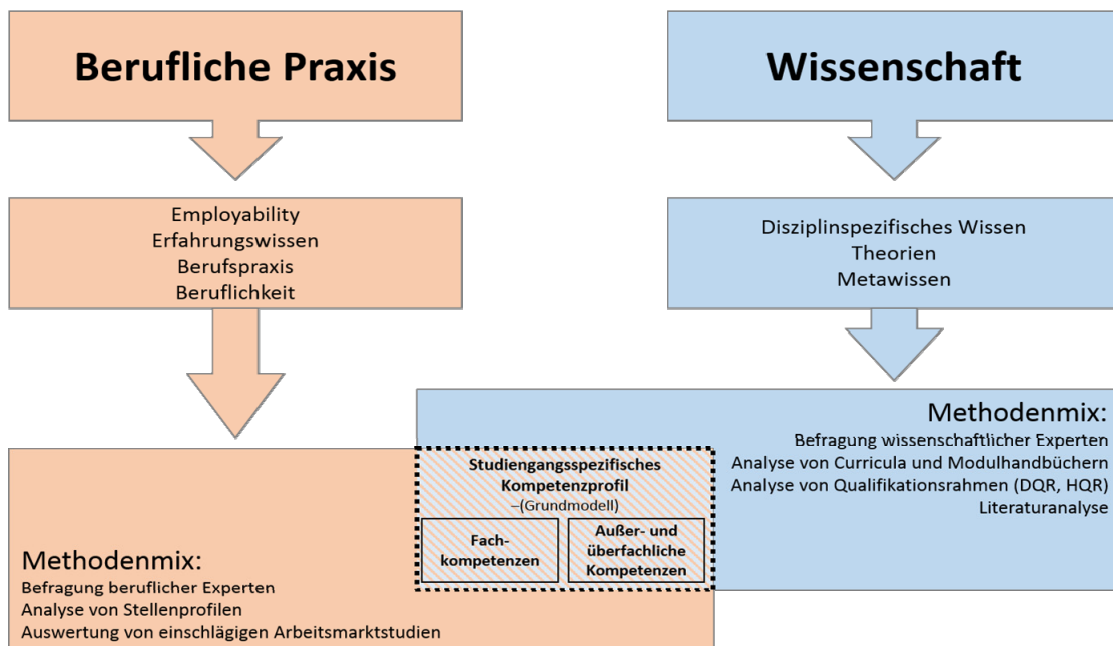 Berufliche Praxis
Employability
Erfahrungswissen
Berufspraxis
Beruflichkeit
Wissenschaft
Disziplinspezifisches Wissen
Theorien
Metawissen
Methodenmix:
Befragung wissenschaftlicher Experten
Analyse von Curricula und Modulhandbüchern
Analyse von Qualifikationsrahmen (DQR, HQR)
Literaturanalyse
Studiengangsspezifisches
Kompetenzprofil
–(Grundmodell)
Fach-
kompetenzen
Außer- und
überfachliche
Kompetenzen
Methodenmix:
Befragung beruflicher Experten
Analyse von Stellenprofilen
Auswertung von einschlägigen Arbeitsmarktstudien